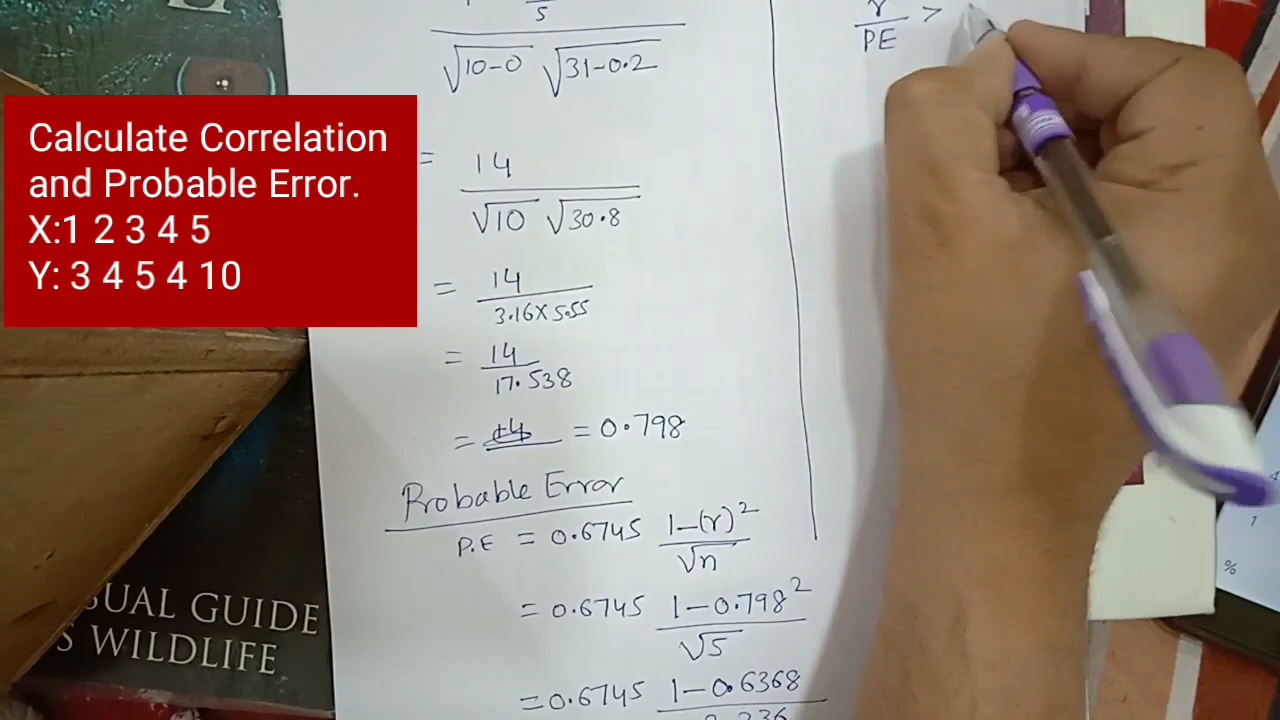 Calculate Correlation
and Probable Error.
X:1 2 3 4 5
Y: 3 4 5 4 10
5
√10-0 √31-0.2
= 14
√10 √30.8
= 14
3.16×5.55
= 14
17.538
= = 0.798
Probable Error
P.E = 0.6745 1-(r)²
√n
= 0.6745 1-0.798²
√5
= 0.6745 1-0.6368
r
PE >
SUAL GUIDE
S WILDLIFE
1
%